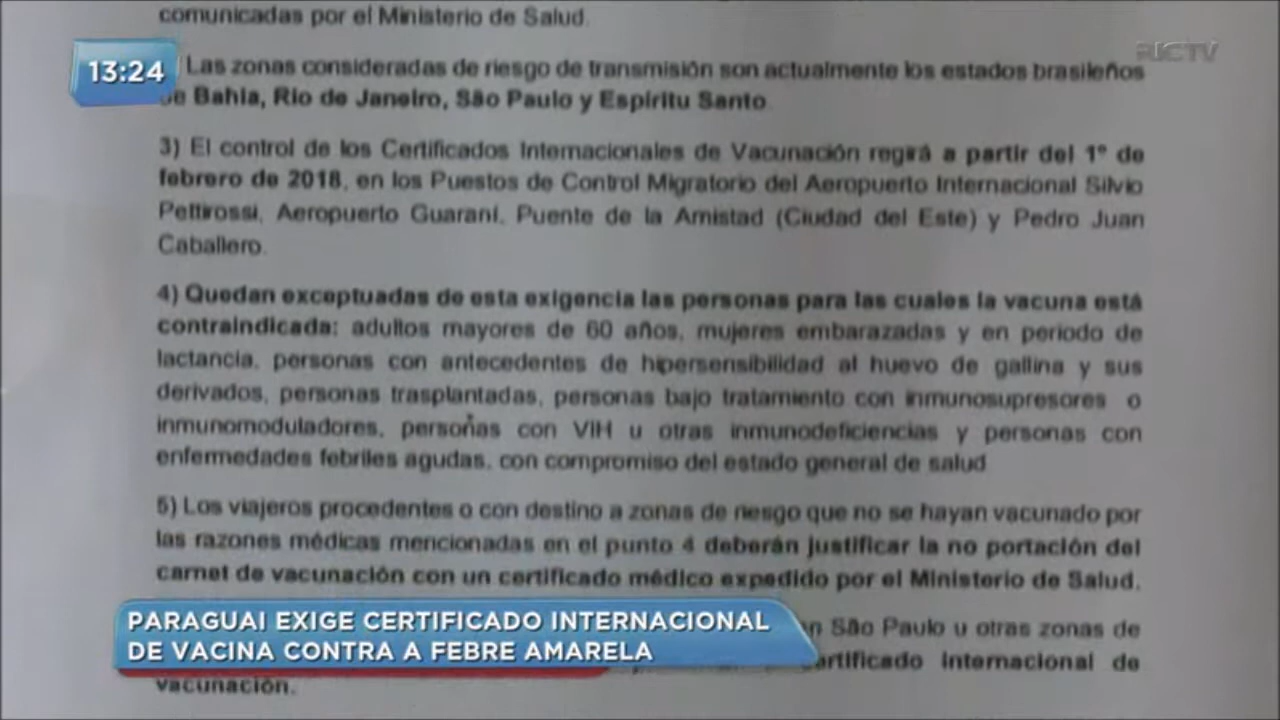 comunicadas por el Ministerio de Salud.
13:24
RICTV
Las zonas consideradas de riesgo de transmisión son actualmente los estados brasileños
de Bahia, Rio de Janeiro, São Paulo y Espiritu Santo.
3) El control de los Certificados Internacionales de Vacunación regirá a partir del 1° de
febrero de 2018, en los Puestos de Control Migratorio del Aeropuerto Internacional Silvio
Pettirossi, Aeropuerto Guaraní, Puente de la Amistad (Ciudad del Este) y Pedro Juan
Caballero.
4) Quedan exceptuadas de esta exigencia las personas para las cuales la vacuna está
contraindicada: adultos mayores de 60 años, mujeres embarazadas y en periodo de
lactancia, personas con antecedentes de hipersensibilidad al huevo de gallina y sus
derivados, personas trasplantadas, personas bajo tratamiento con inmunosupresores o
inmunomoduladores, personas con VIH u otras inmunodeficiencias y personas con
enfermedades febriles agudas, con compromiso del estado general de salud
5) Los viajeros procedentes o con destino a zonas de riesgo que no se hayan vacunado por
las razones médicas mencionadas en el punto 4 deberán justificar la no portación del
carnet de vacunación con un certificado médico expedido por el Ministerio de Salud.
PARAGUAI EXIGE CERTIFICADO INTERNACIONAL
DE VACINA CONTRA A FEBRE AMARELA
n São Paulo u otras zonas de
ertificado Internacional de
vacunación.